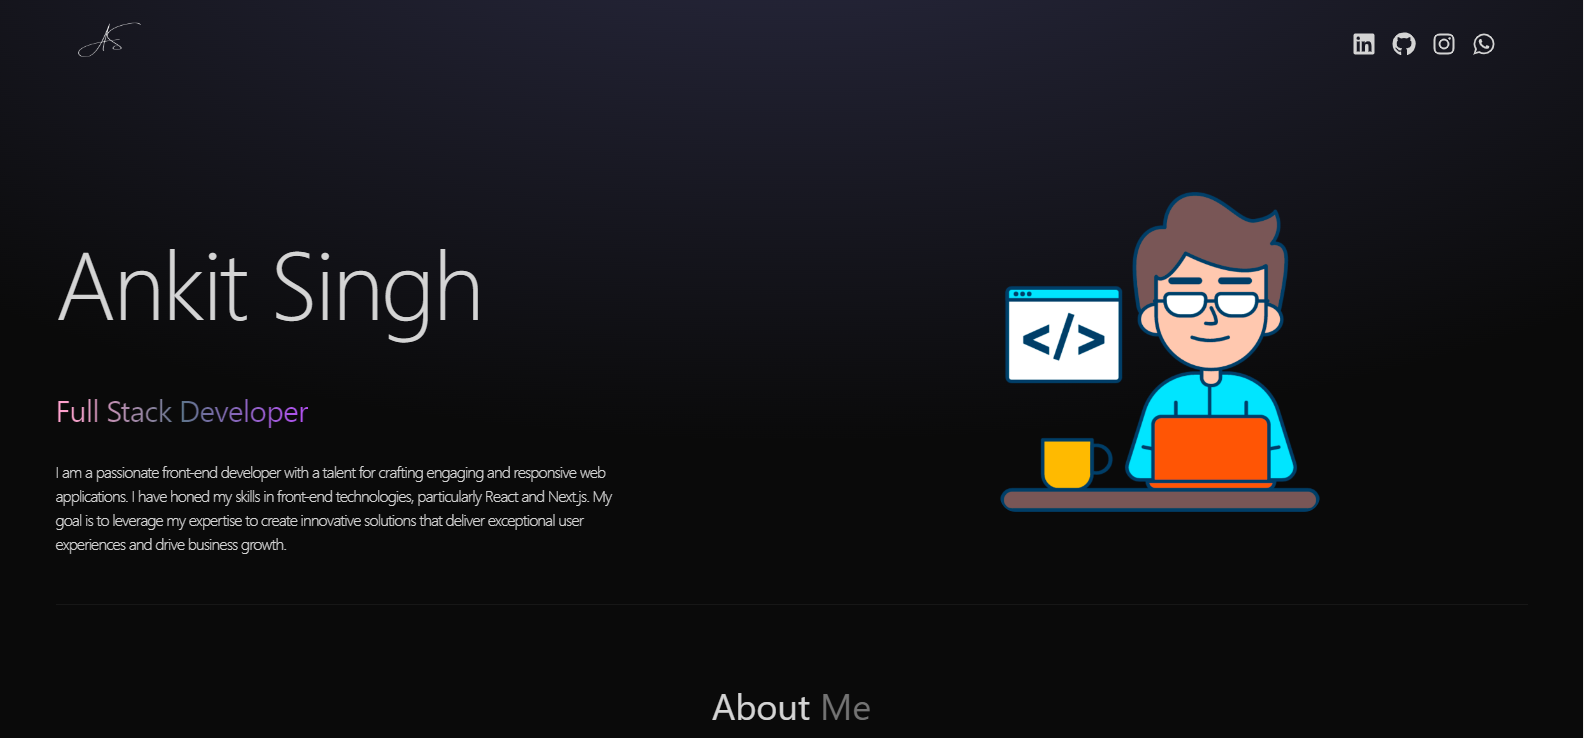 AS
Ankit Singh
</>
Full Stack Developer
I am a passionate front-end developer with a talent for crafting engaging and responsive web
applications. I have honed my skills in front-end technologies, particularly React and Next.js. My
goal is to leverage my expertise to create innovative solutions that deliver exceptional user
experiences and drive business growth.
About Me